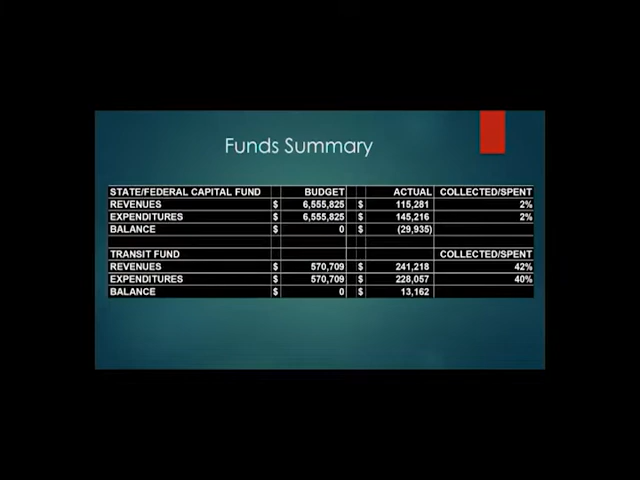 Funds Summary
STATE/FEDERAL CAPITAL FUND BUDGET ACTUAL COLLECTED/SPENT
REVENUES $ 6,555,825 $ 115,281 2%
EXPENDITURES $ 6,555,825 $ 145,216 2%
BALANCE $ 0 $ (29,935)
TRANSIT FUND COLLECTED/SPENT
REVENUES $ 570,709 $ 241,218 42%
EXPENDITURES $ 570,709 $ 228,057 40%
BALANCE $ 0 $ 13,162